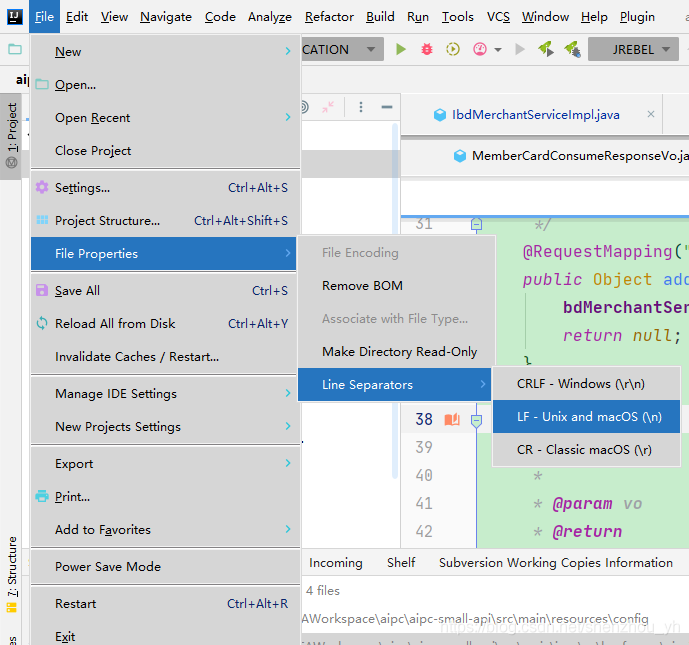 File Edit View Navigate Code Analyze Refactor Build Run Tools VCS Window Help Plugin
CATION JREBEL
1: Project
7: Structure
New
Open...
Open Recent
Close Project
Settings... Ctrl+Alt+S
Project Structure... Ctrl+Alt+Shift+S
File Properties
Save All Ctrl+S
Reload All from Disk Ctrl+Alt+Y
Invalidate Caches / Restart...
Manage IDE Settings
New Projects Settings
Export
Print...
Add to Favorites
Power Save Mode
Restart Ctrl+Alt+R
Exit
File Encoding
Remove BOM
Associate with File Type...
Make Directory Read-Only
Line Separators
CRLF - Windows (\r\n)
LF - Unix and macOS (\n)
CR - Classic macOS (\r)
IbdMerchantServiceImpl.java
MemberCardConsumeResponseVo.ja
31 */
@RequestMapping("
public Object add
bdMerchantSer
return null;
}
38
39
40 *
41 * @param vo
42 * @return
Incoming Shelf Subversion Working Copies Information
4 files
AWorkspace\aipc\aipc-small-api\src\main\resources\config
https://blog.csdn.net/shenzhou_yh